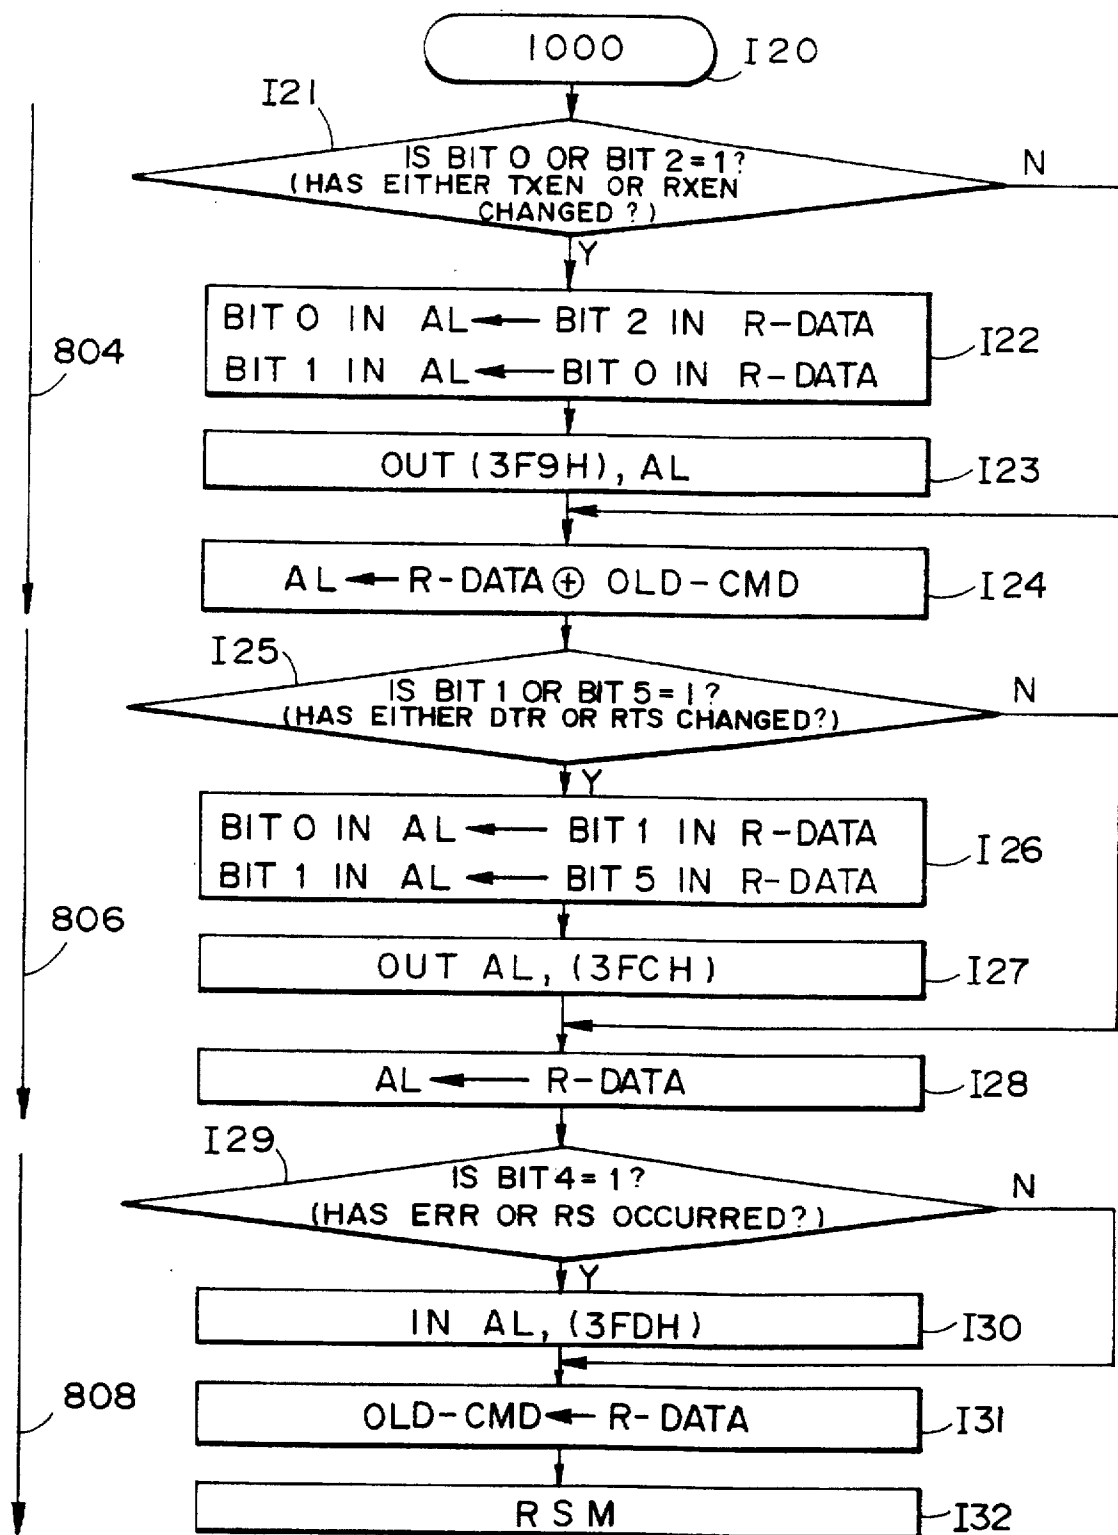 1000
I20
I21
IS BIT 0 OR BIT 2=1?
(HAS EITHER TXEN OR RXEN
CHANGED?)
N
Y
BIT 0 IN AL ← BIT 2 IN R-DATA
BIT 1 IN AL ← BIT 0 IN R-DATA
I22
804
OUT (3F9H), AL
I23
AL ← R-DATA ⊕ OLD-CMD
I24
I25
IS BIT 1 OR BIT 5=1?
(HAS EITHER DTR OR RTS CHANGED?)
N
Y
BIT 0 IN AL ← BIT 1 IN R-DATA
BIT 1 IN AL ← BIT 5 IN R-DATA
I26
806
OUT AL, (3FCH)
I27
AL ← R-DATA
I28
I29
IS BIT 4=1?
(HAS ERR OR RS OCCURRED?)
N
Y
IN AL, (3FDH)
I30
808
OLD-CMD ← R-DATA
I31
RSM
I32